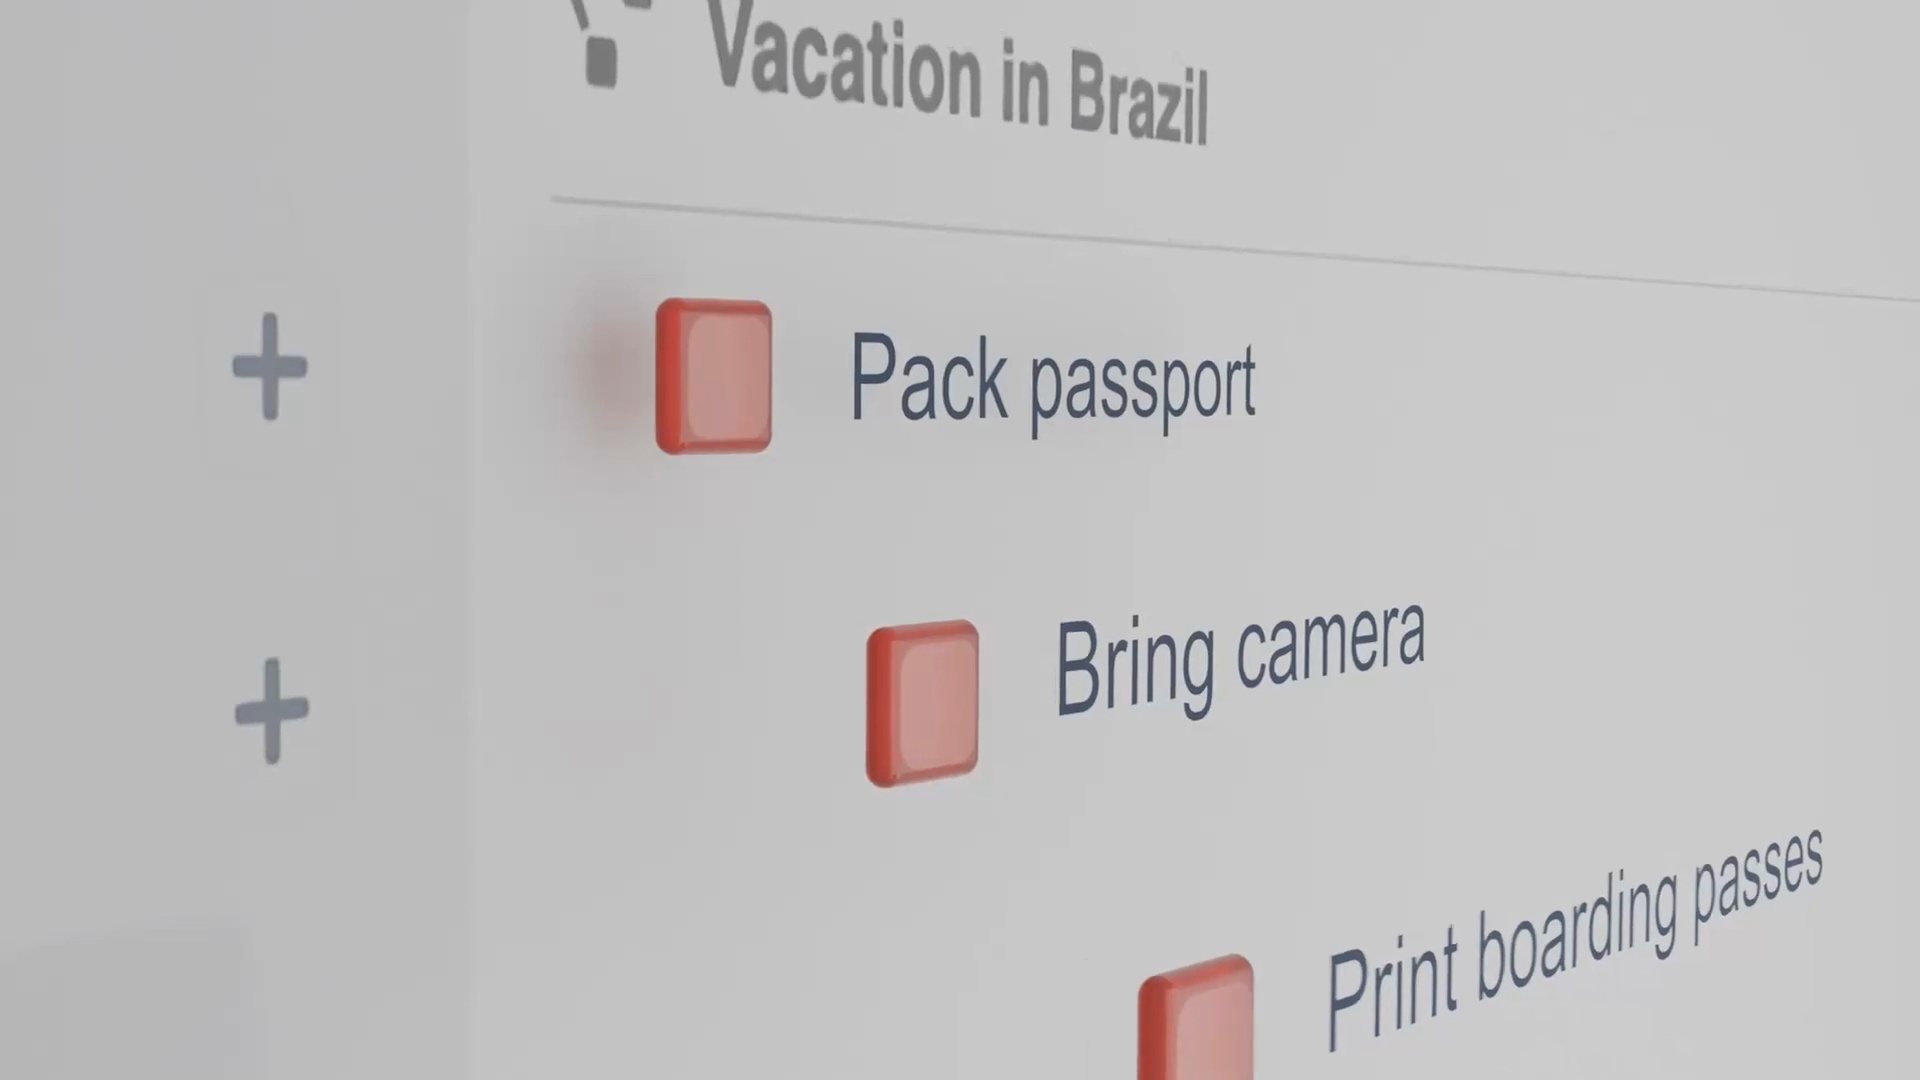 Vacation in Brazil
Pack passport
Bring camera
Print boarding passes